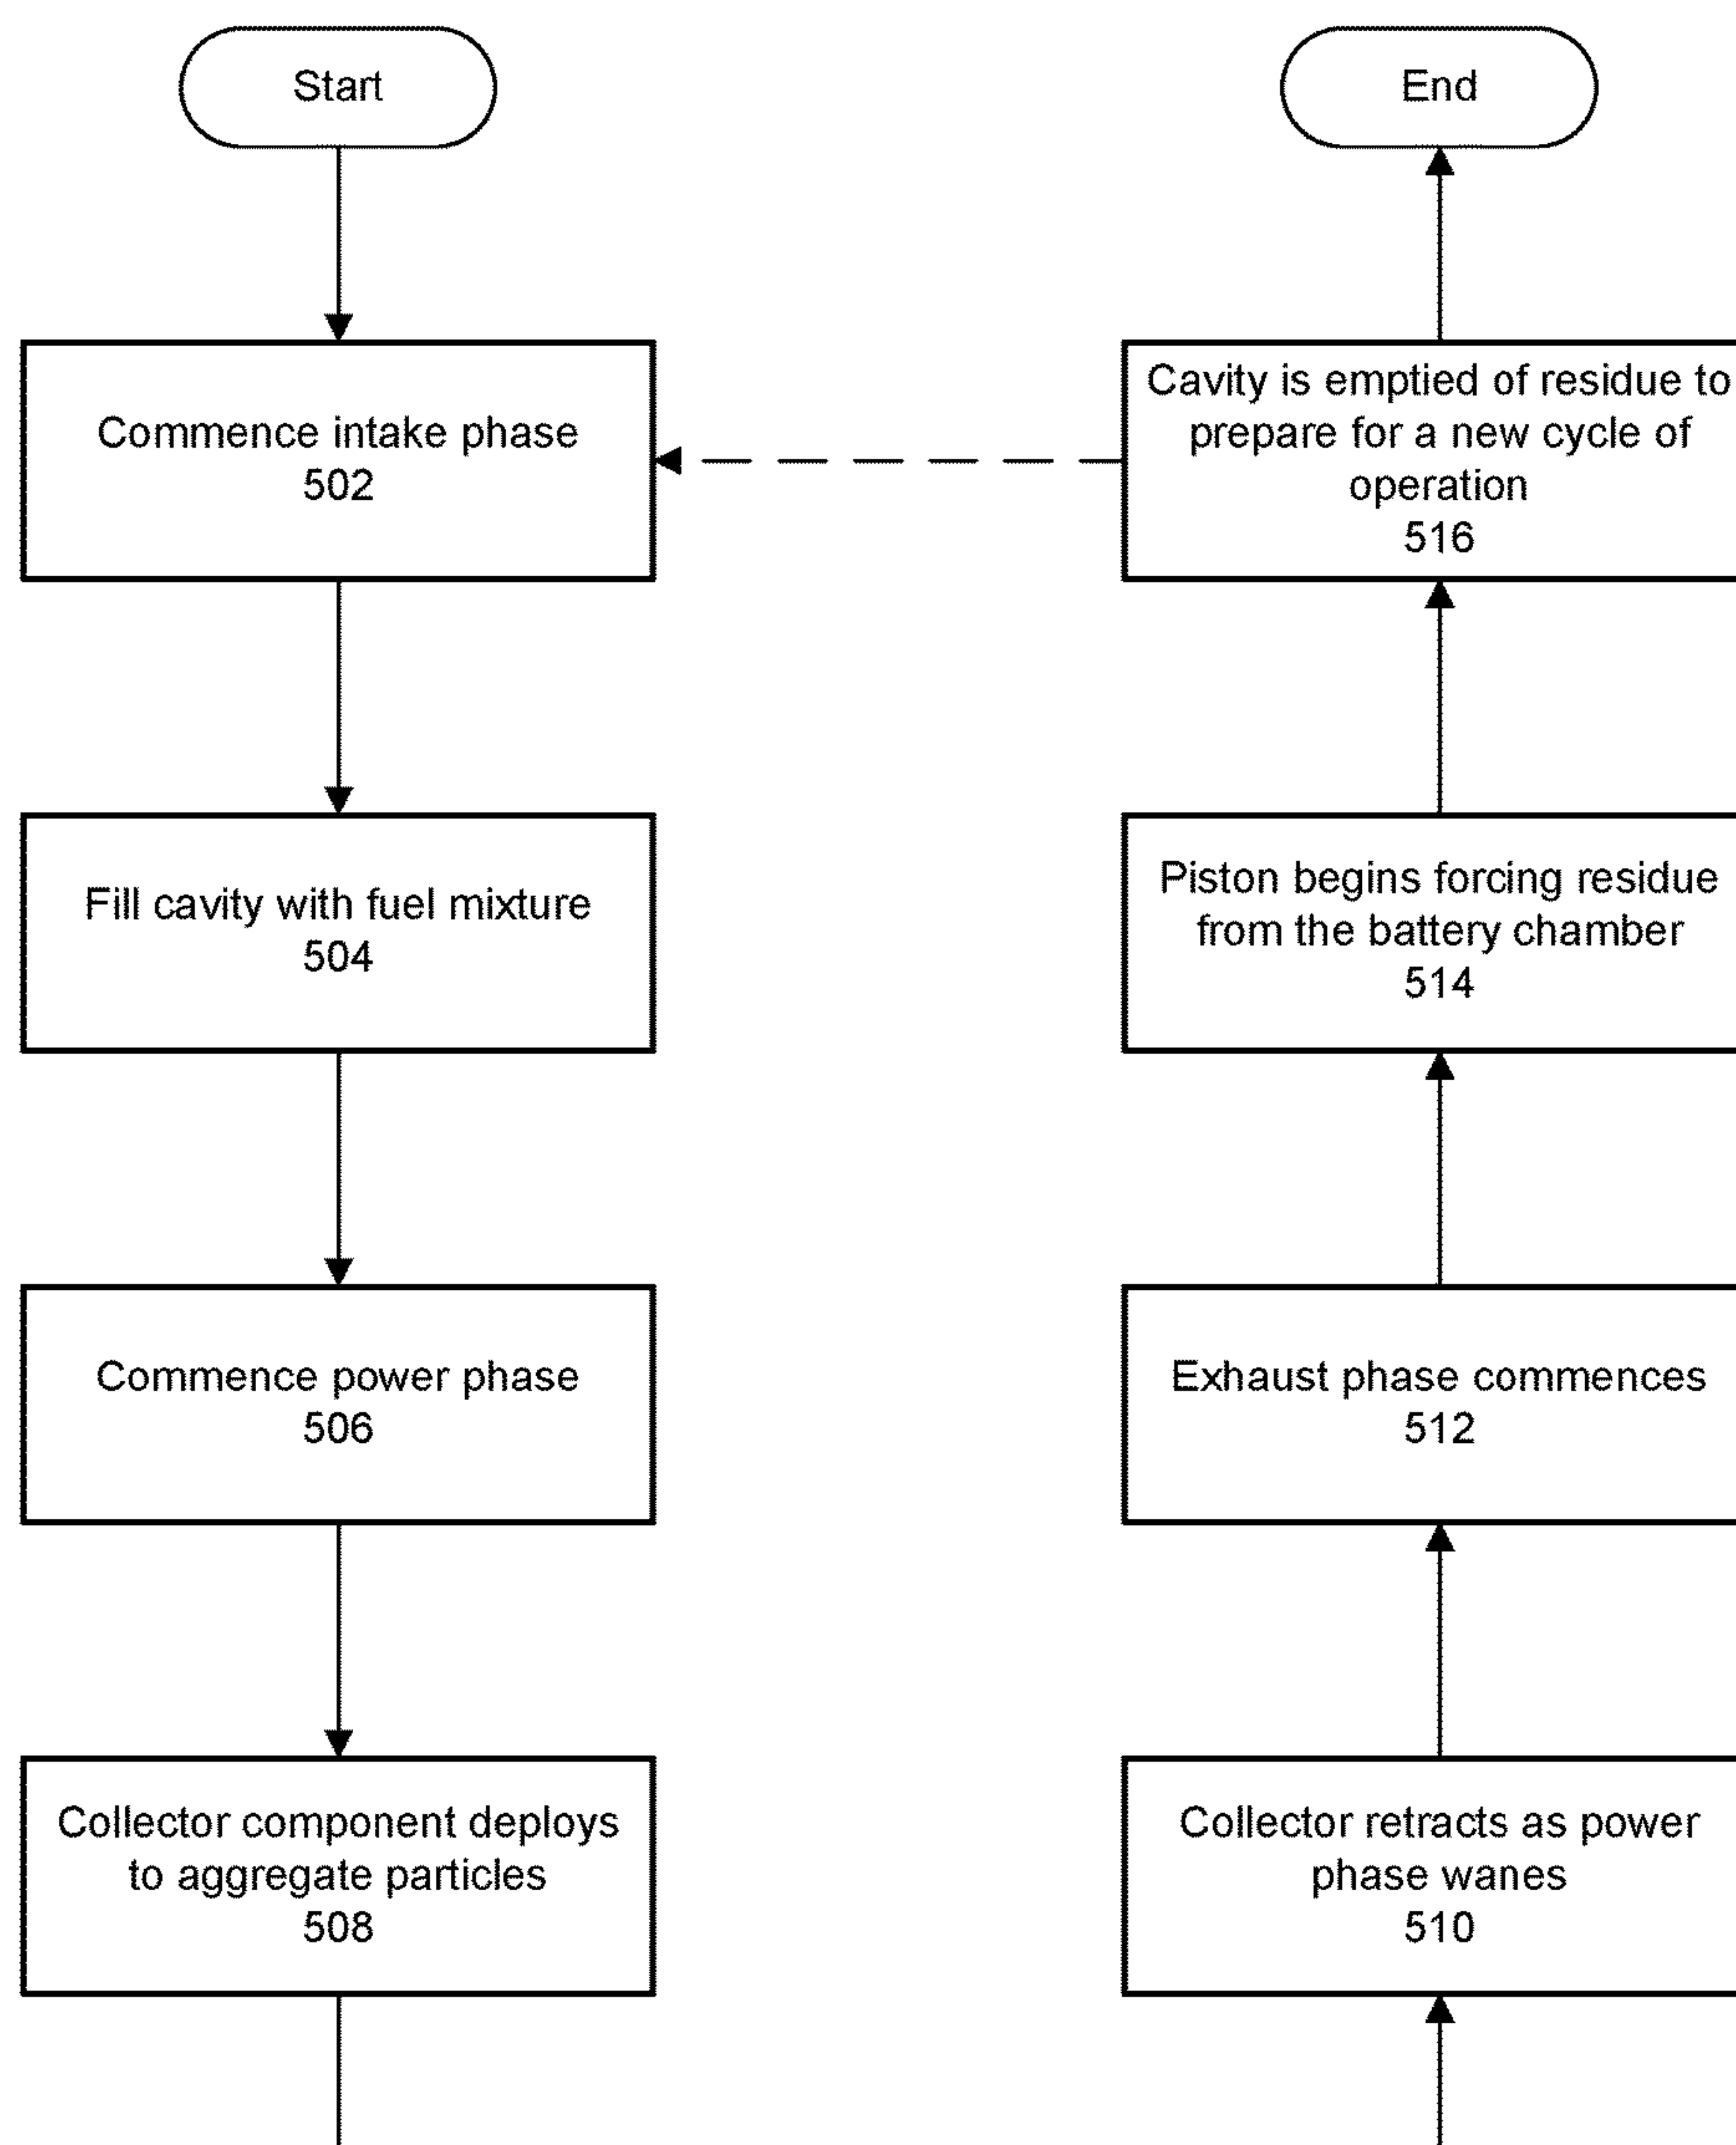 Start
Commence intake phase
502
Fill cavity with fuel mixture
504
Commence power phase
506
Collector component deploys
to aggregate particles
508
End
Cavity is emptied of residue to
prepare for a new cycle of
operation
516
Piston begins forcing residue
from the battery chamber
514
Exhaust phase commences
512
Collector retracts as power
phase wanes
510